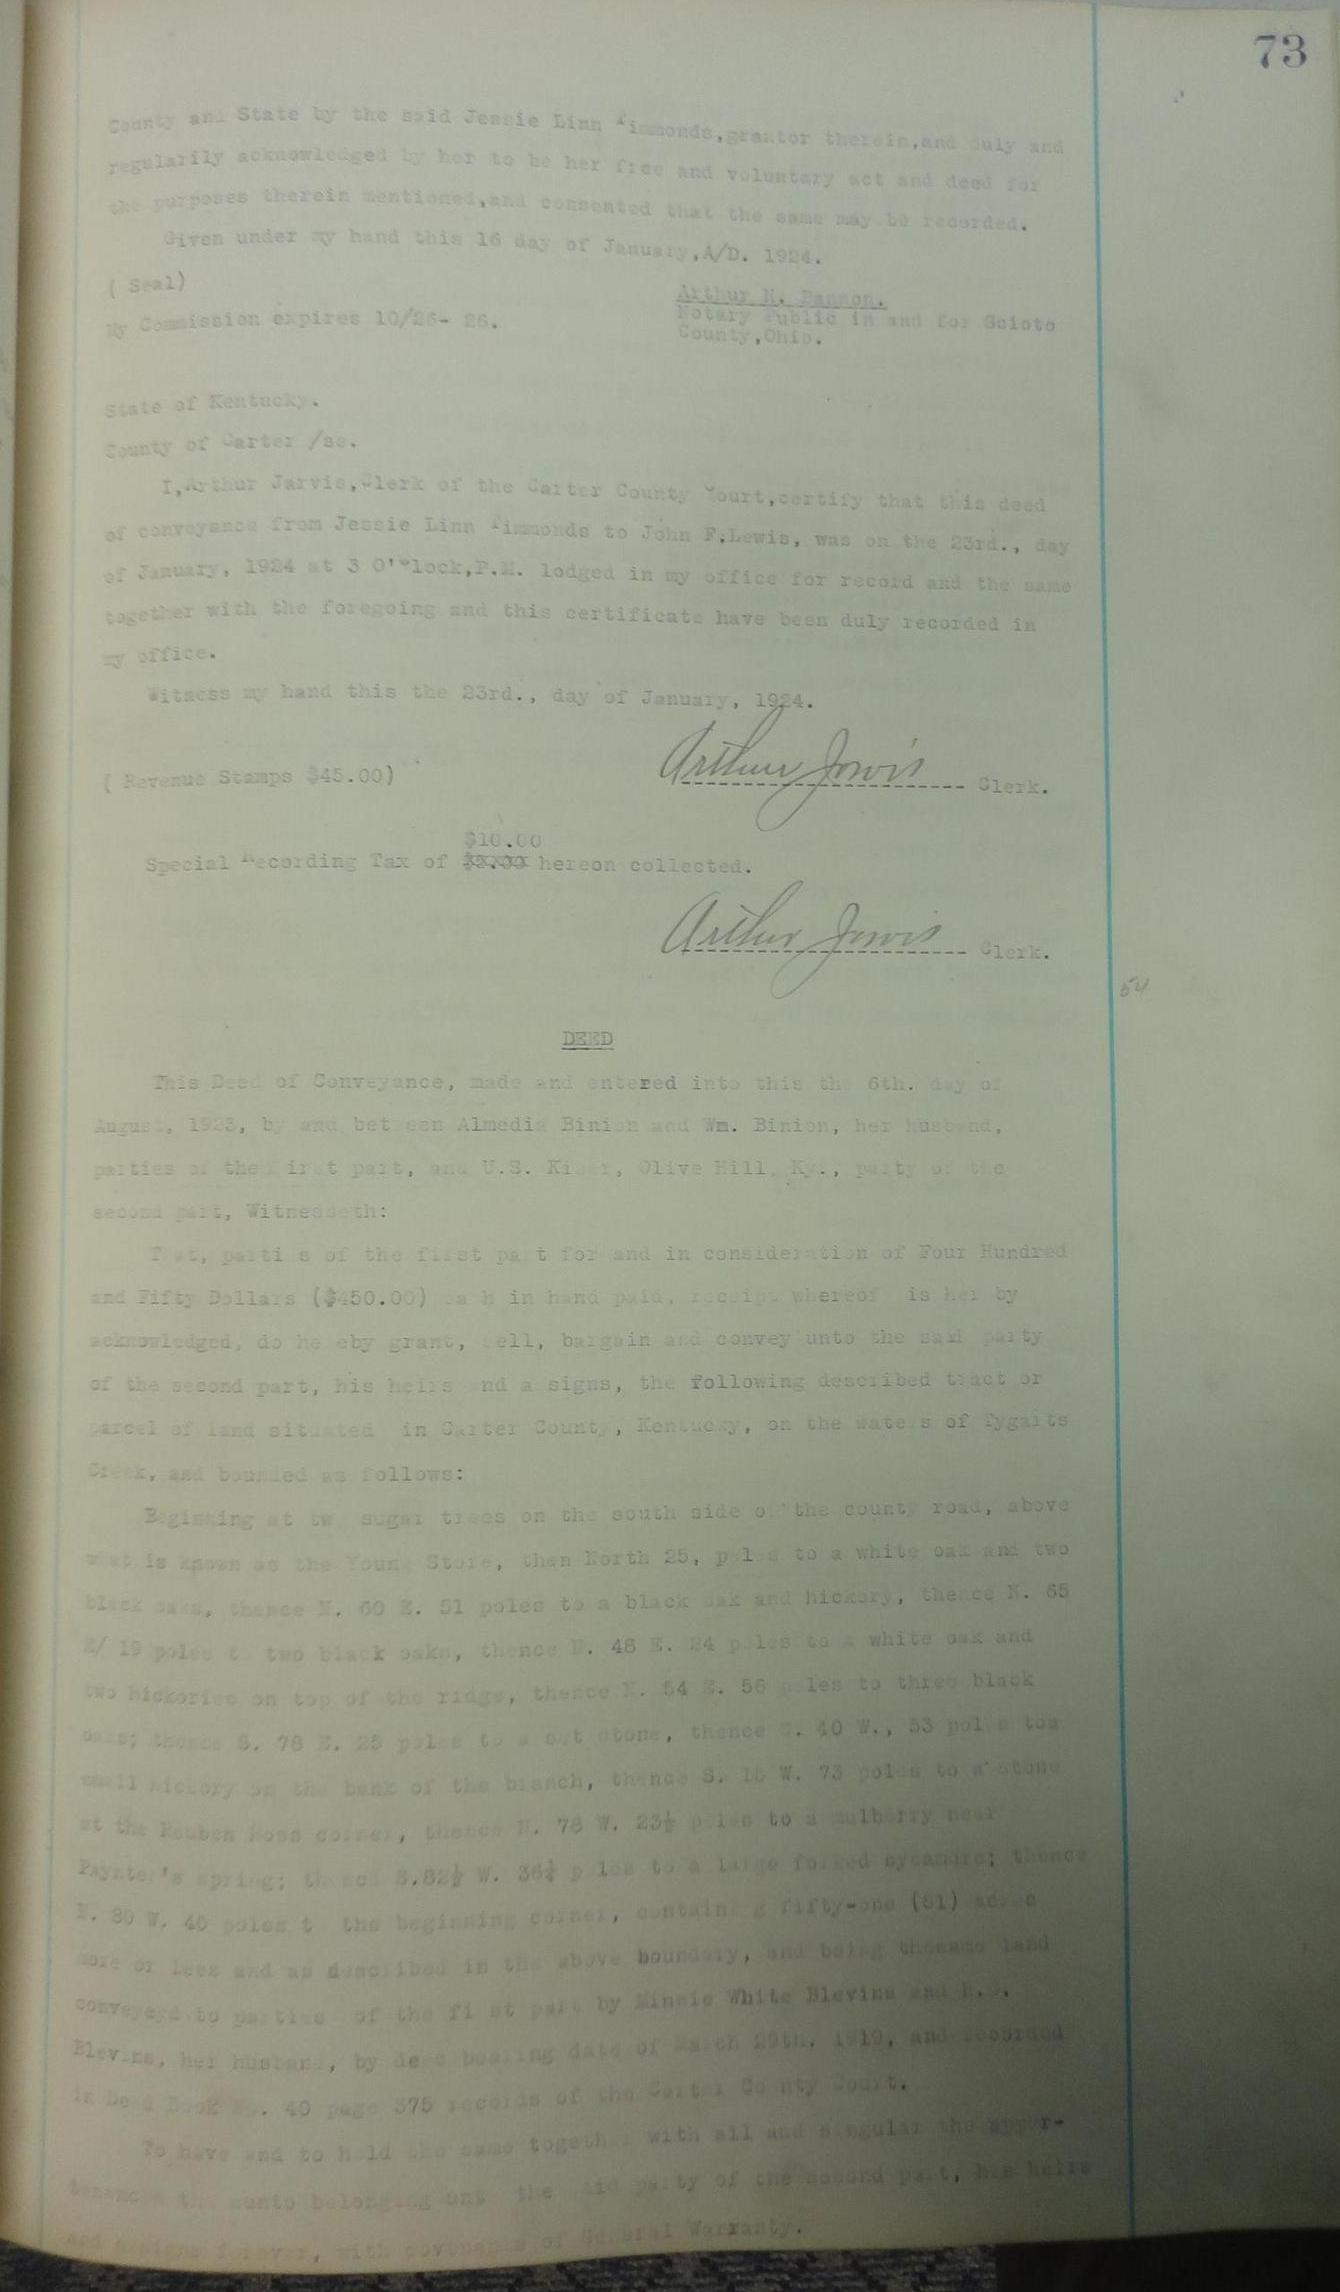 73
County and State by the said Jessie Linn Simmonds,grantor therein,and duly and
regularily acknowledged by her to be her free and voluntary act and deed for
the purposes therein mentioned,and consented that the same may be recorded.
Given under my hand this 16 day of January,A/D. 1924.
( Seal)
Arthur H. Bannon.
My Commission expires 10/26- 26.
Notary Public in and for Scioto
County,Ohio.
State of Kentucky.
County of Carter /ss.
I,Arthur Jarvis,Clerk of the Carter County Court,certify that this deed
of conveyance from Jessie Linn Simmonds to John F.Lewis, was on the 23rd., day
of January, 1924 at 3 O'clock,P.M. lodged in my office for record and the same
together with the foregoing and this certificate have been duly recorded in
my office.
Witness my hand this the 23rd., day of January, 1924.
( Revenue Stamps $45.00)
Arthur Jarvis Clerk.
$10.00
Special Recording Tax of hereon collected.
Arthur Jarvis Clerk.
54
DEED
This Deed of Conveyance, made and entered into this the 6th. day of
August, 1923, by and between Almedia Binion and Wm. Binion, her husband,
parties of the first part, and U.S. Kiser, Olive Hill, Ky., party of the
second part, Witnesseth:
That, parties of the first part for and in consideration of Four Hundred
and Fifty Dollars ($450.00) cash in hand paid, receipt whereof is hereby
acknowledged, do hereby grant, sell, bargain and convey unto the said party
of the second part, his heirs and assigns, the following described tract or
parcel of land situated in Carter County, Kentucky, on the waters of Tygarts
Creek, and bounded as follows:
Beginning at two sugar trees on the south side of the county road, above
what is known as the Young Store, then North 25, poles to a white oak and two
black oaks, thence N. 60 E. 51 poles to a black oak and hickory, thence N. 65
E/ 19 poles to two black oaks, thence N. 48 E. 24 poles to a white oak and
two hickories on top of the ridge, thence N. 54 E. 56 poles to three black
oaks; thence S. 78 E. 25 poles to a set stone, thence S. 40 W., 53 poles toa
small hickory on the bank of the branch, thence S. 15 W. 73 poles to a stone
at the Reuben Ross corner, thence N. 78 W. 23½ poles to a mulberry near
Paynter's spring; thence S.82½ W. 36¼ poles to a large forked sycamore; thence
N. 80 W. 40 poles to the beginning corner, containing fifty-one (51) acres
more or less and as described in the above boundary, and being thesame land
conveyed to parties of the first part by Minnie White Blevins and
Blevins, her husband, by deed bearing date of March 29th. 1919, and recorded
in Deed Book No. 40 page 375 records of the Carter County Court.
To have and to hold the same together with all and singular the appur-
tenances thereunto belonging unto the said party of the second part, his heirs
and assigns forever, with covenants of General Warranty.